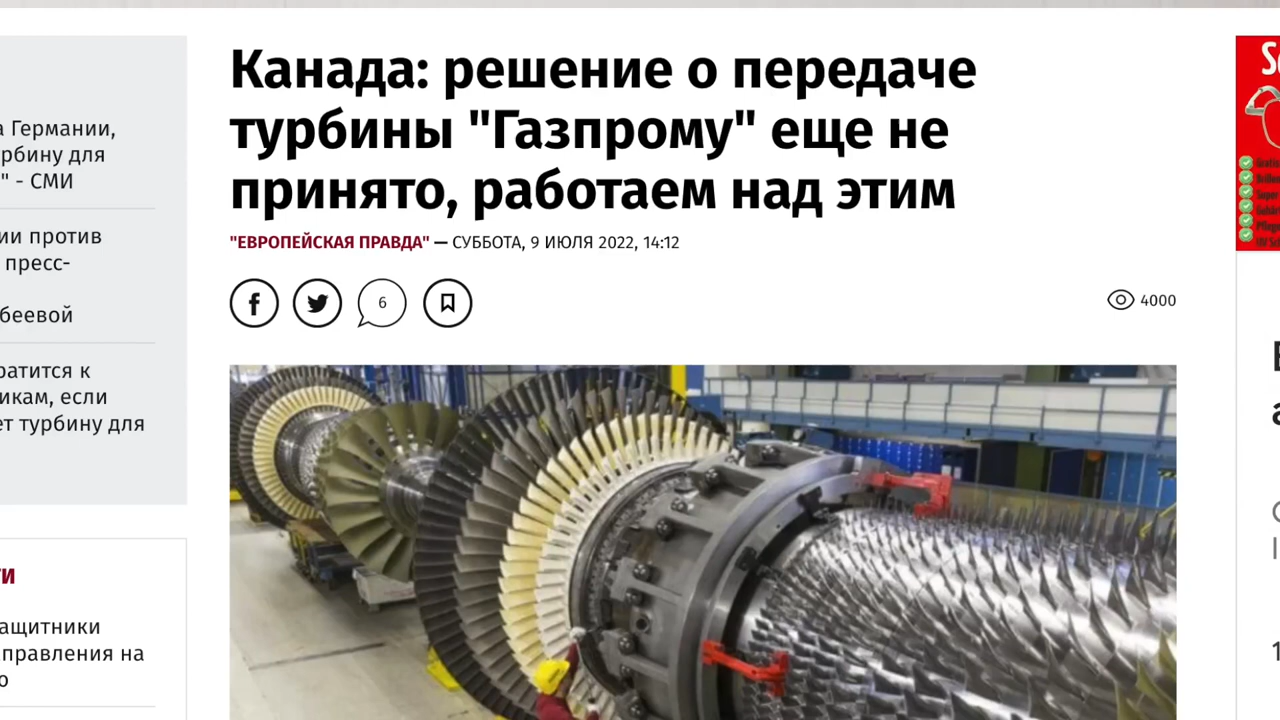 Канада: решение о передаче
турбины "Газпрому" еще не
принято, работаем над этим
"ЕВРОПЕЙСКАЯ ПРАВДА" — СУББОТА, 9 ИЮЛЯ 2022, 14:12
6
4000
а Германии,
рбину для
" - СМИ
ии против
пресс-
беевой
ратится к
икам, если
ет турбину для
ти
ащитники
правления на
о